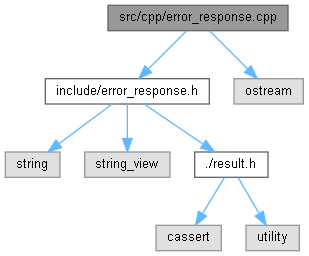 src/cpp/error_response.cpp
include/error_response.h
ostream
string
string_view
./result.h
cassert
utility